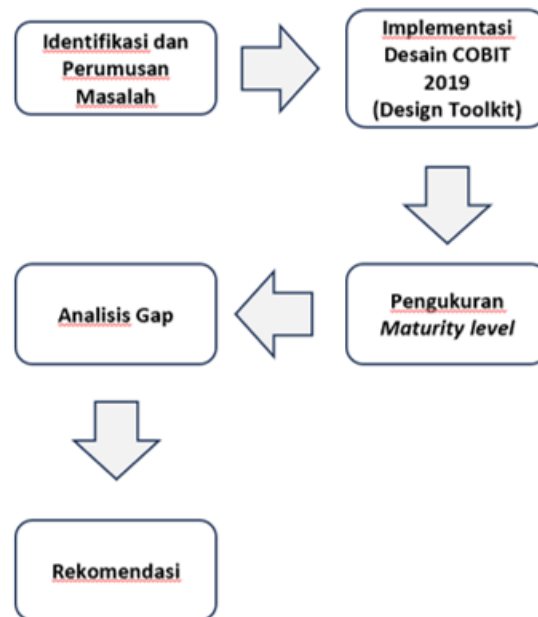 Identifikasi dan
Perumusan
Masalah
Implementasi
Desain COBIT
2019
(Design Toolkit)
Pengukuran
Maturity level
Analisis Gap
Rekomendasi